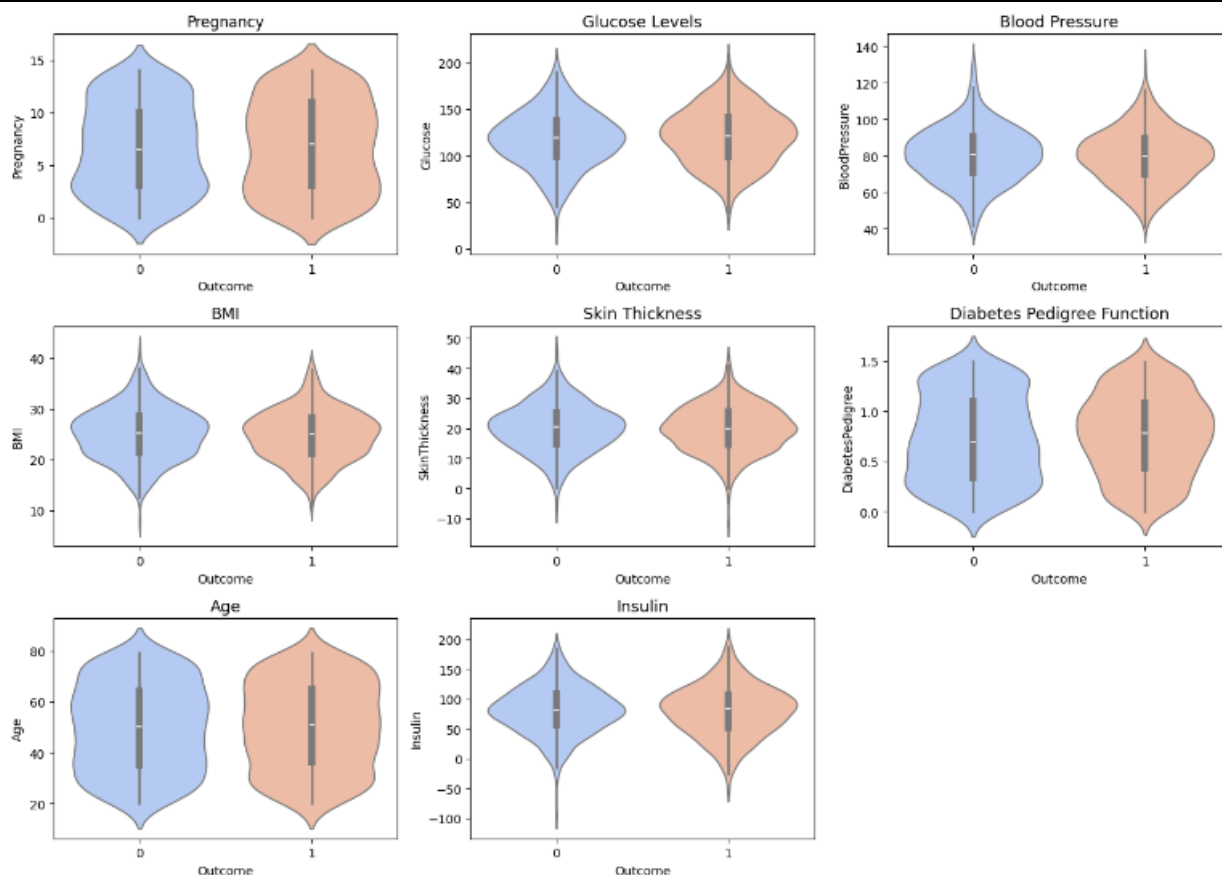 Pregnancy
15
10
5
0
Pregnancy
0 1
Outcome
Glucose Levels
200
150
100
50
0
Glucose
0 1
Outcome
Blood Pressure
140
120
100
80
60
40
BloodPressure
0 1
Outcome
BMI
40
30
20
10
BMI
0 1
Outcome
Skin Thickness
50
40
30
20
10
0
−10
SkinThickness
0 1
Outcome
Diabetes Pedigree Function
1.5
1.0
0.5
0.0
DiabetesPedigree
0 1
Outcome
Age
80
60
40
20
Age
0 1
Outcome
Insulin
200
150
100
50
0
−50
−100
Insulin
0 1
Outcome